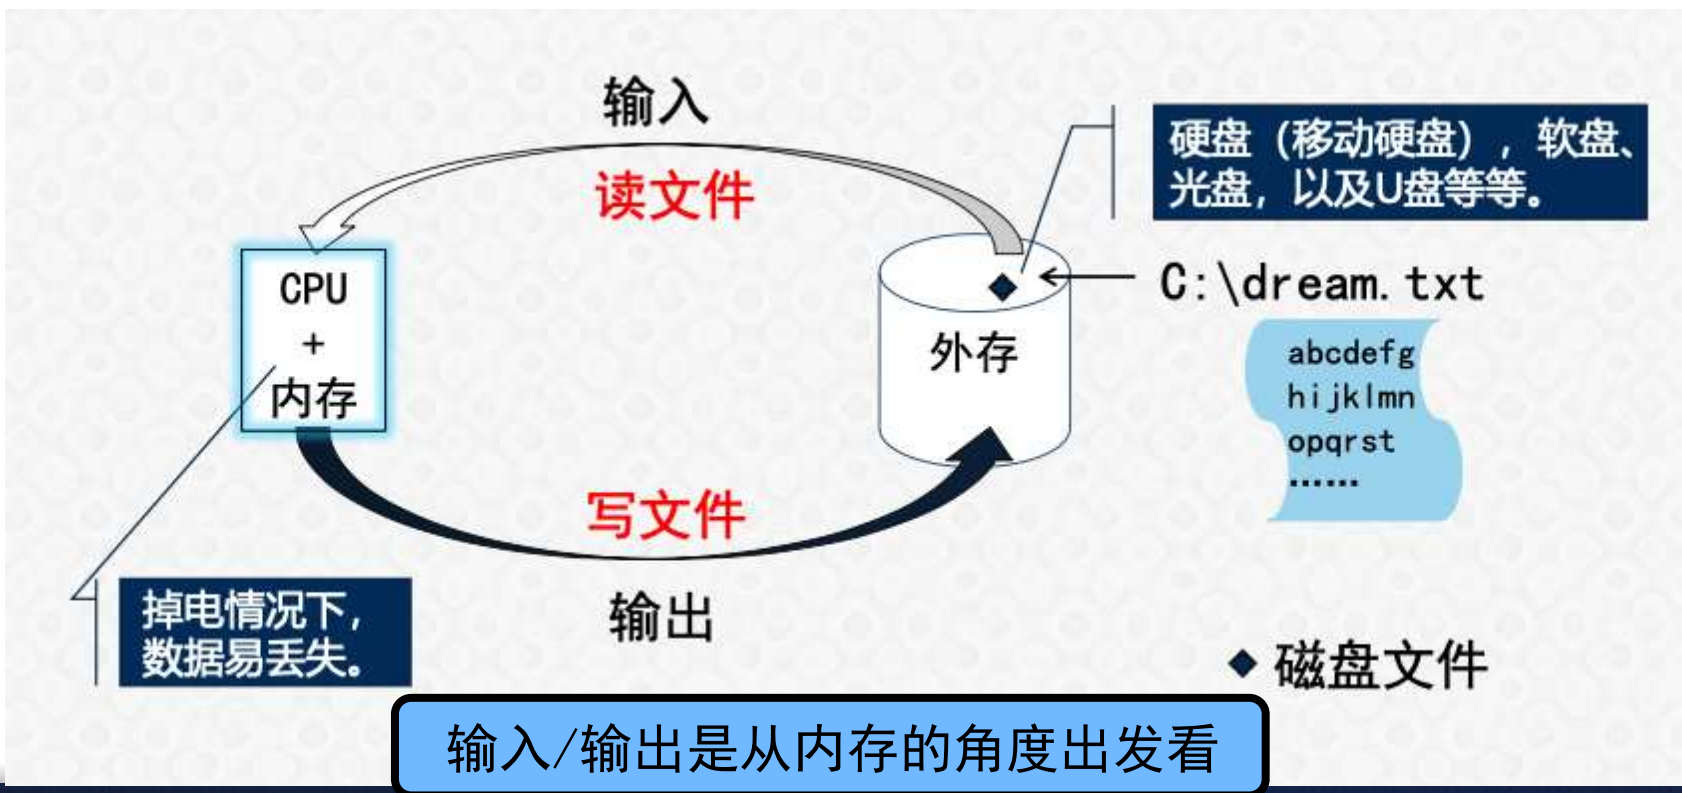 输入
读文件
硬盘（移动硬盘），软盘、
光盘，以及U盘等等。
CPU
+
内存
外存
C:\dream.txt
abcdefg
hijklmn
opqrst
……
写文件
输出
掉电情况下，
数据易丢失。
◆ 磁盘文件
输入/输出是从内存的角度出发看